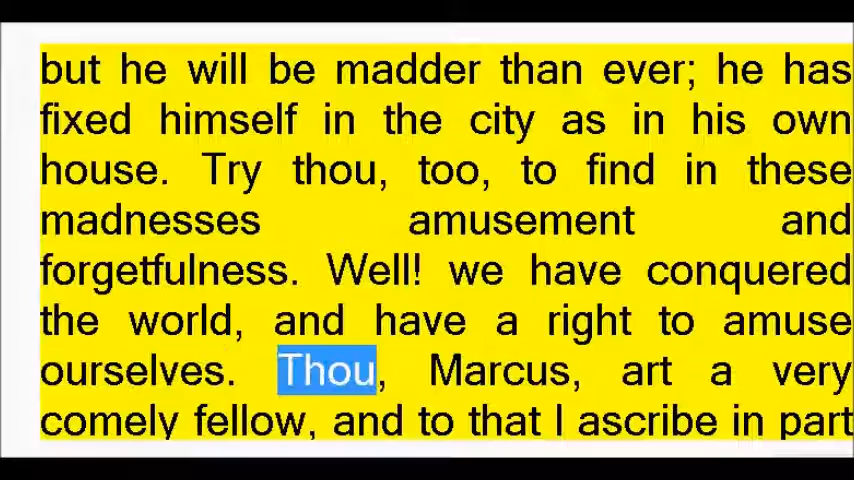 but he will be madder than ever; he has
fixed himself in the city as in his own
house. Try thou, too, to find in these
madnesses amusement and
forgetfulness. Well! we have conquered
the world, and have a right to amuse
ourselves. Thou, Marcus, art a very
comely fellow, and to that I ascribe in part